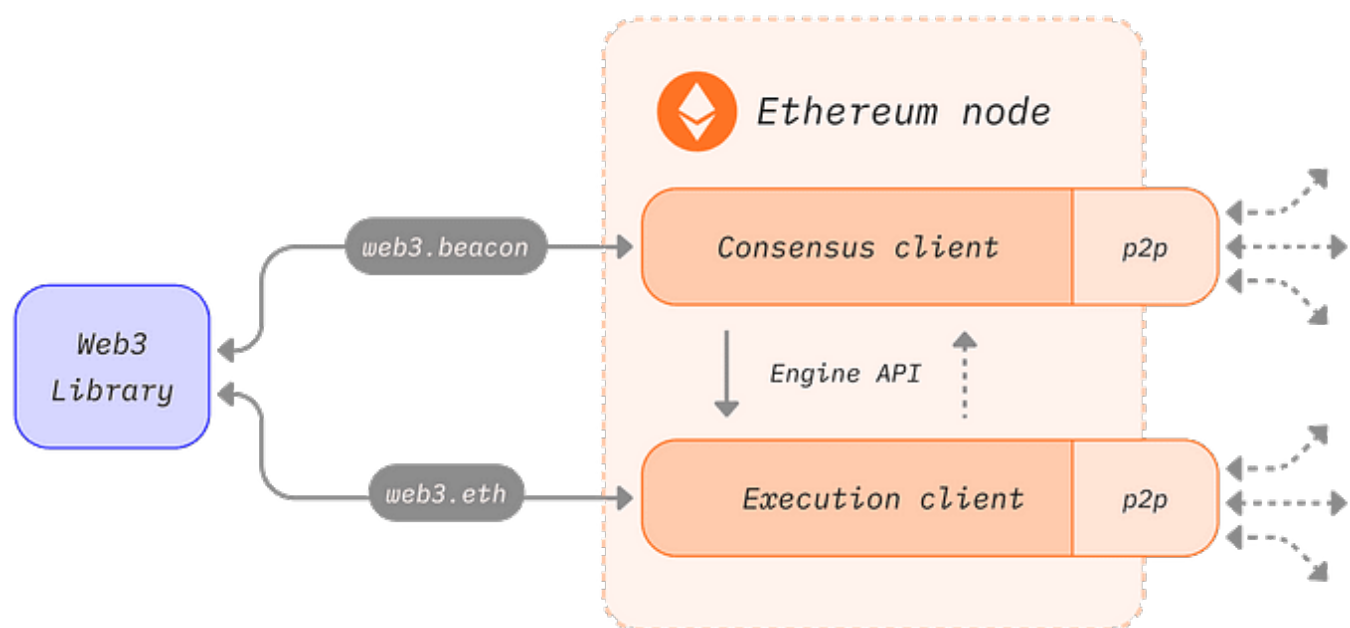 Ethereum node
web3.beacon
Consensus client
p2p
Web3
Library
Engine API
web3.eth
Execution client
p2p